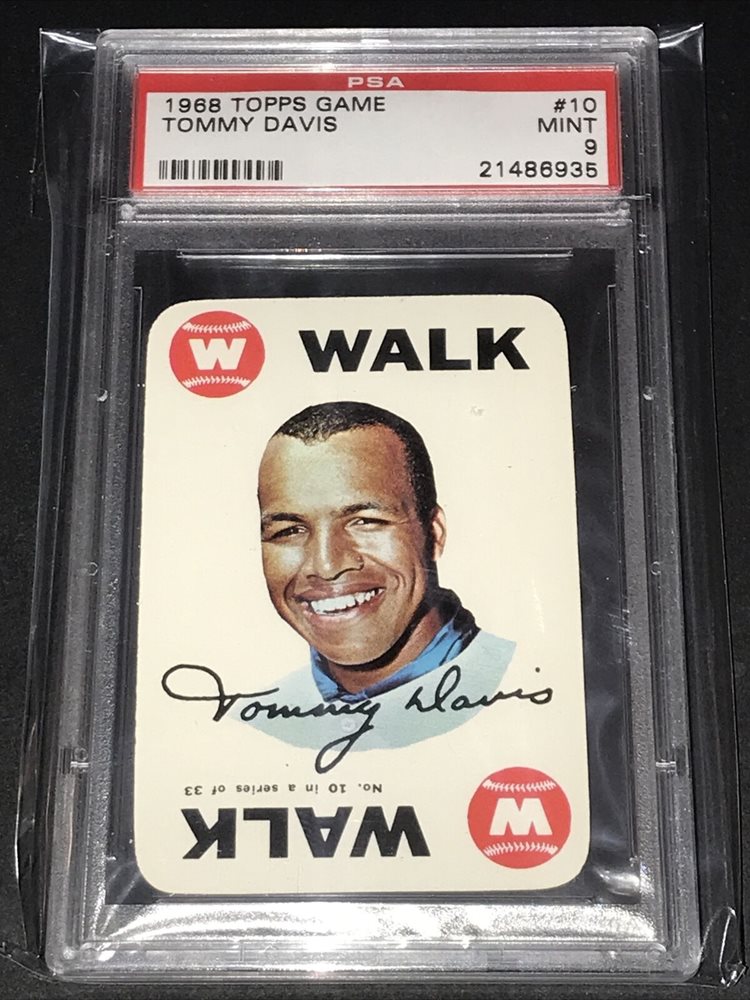 PSA
1968 TOPPS GAME #10
TOMMY DAVIS MINT
9
21486935
W WALK
Tommy Davis
No. 10 in a series of 33
WALK W